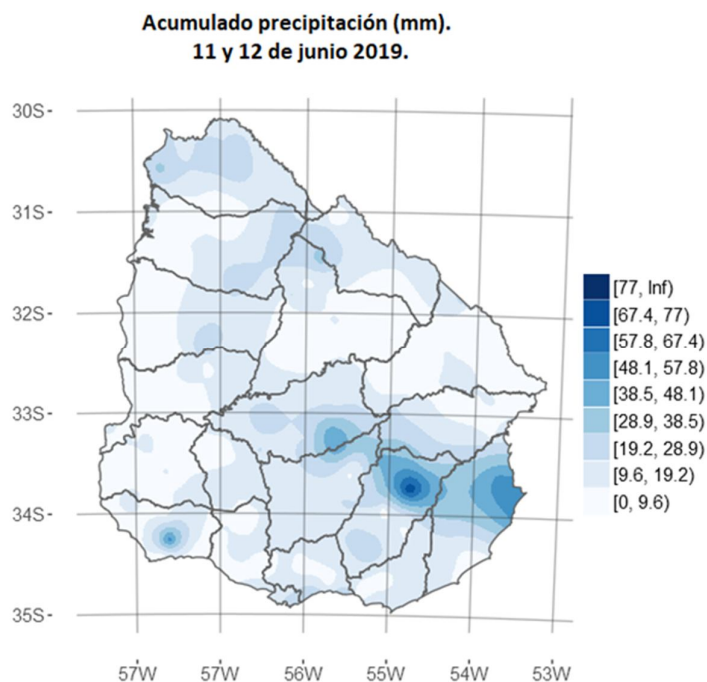 Acumulado precipitación (mm).
11 y 12 de junio 2019.
30S-
31S-
32S-
33S-
34S-
35S-
57W
57W
56W
55W
54W
53W
[77, Inf)
[67.4, 77)
[57.8, 67.4)
[48.1, 57.8)
[38.5, 48.1)
[28.9, 38.5)
[19.2, 28.9)
[9.6, 19.2)
[0, 9.6)